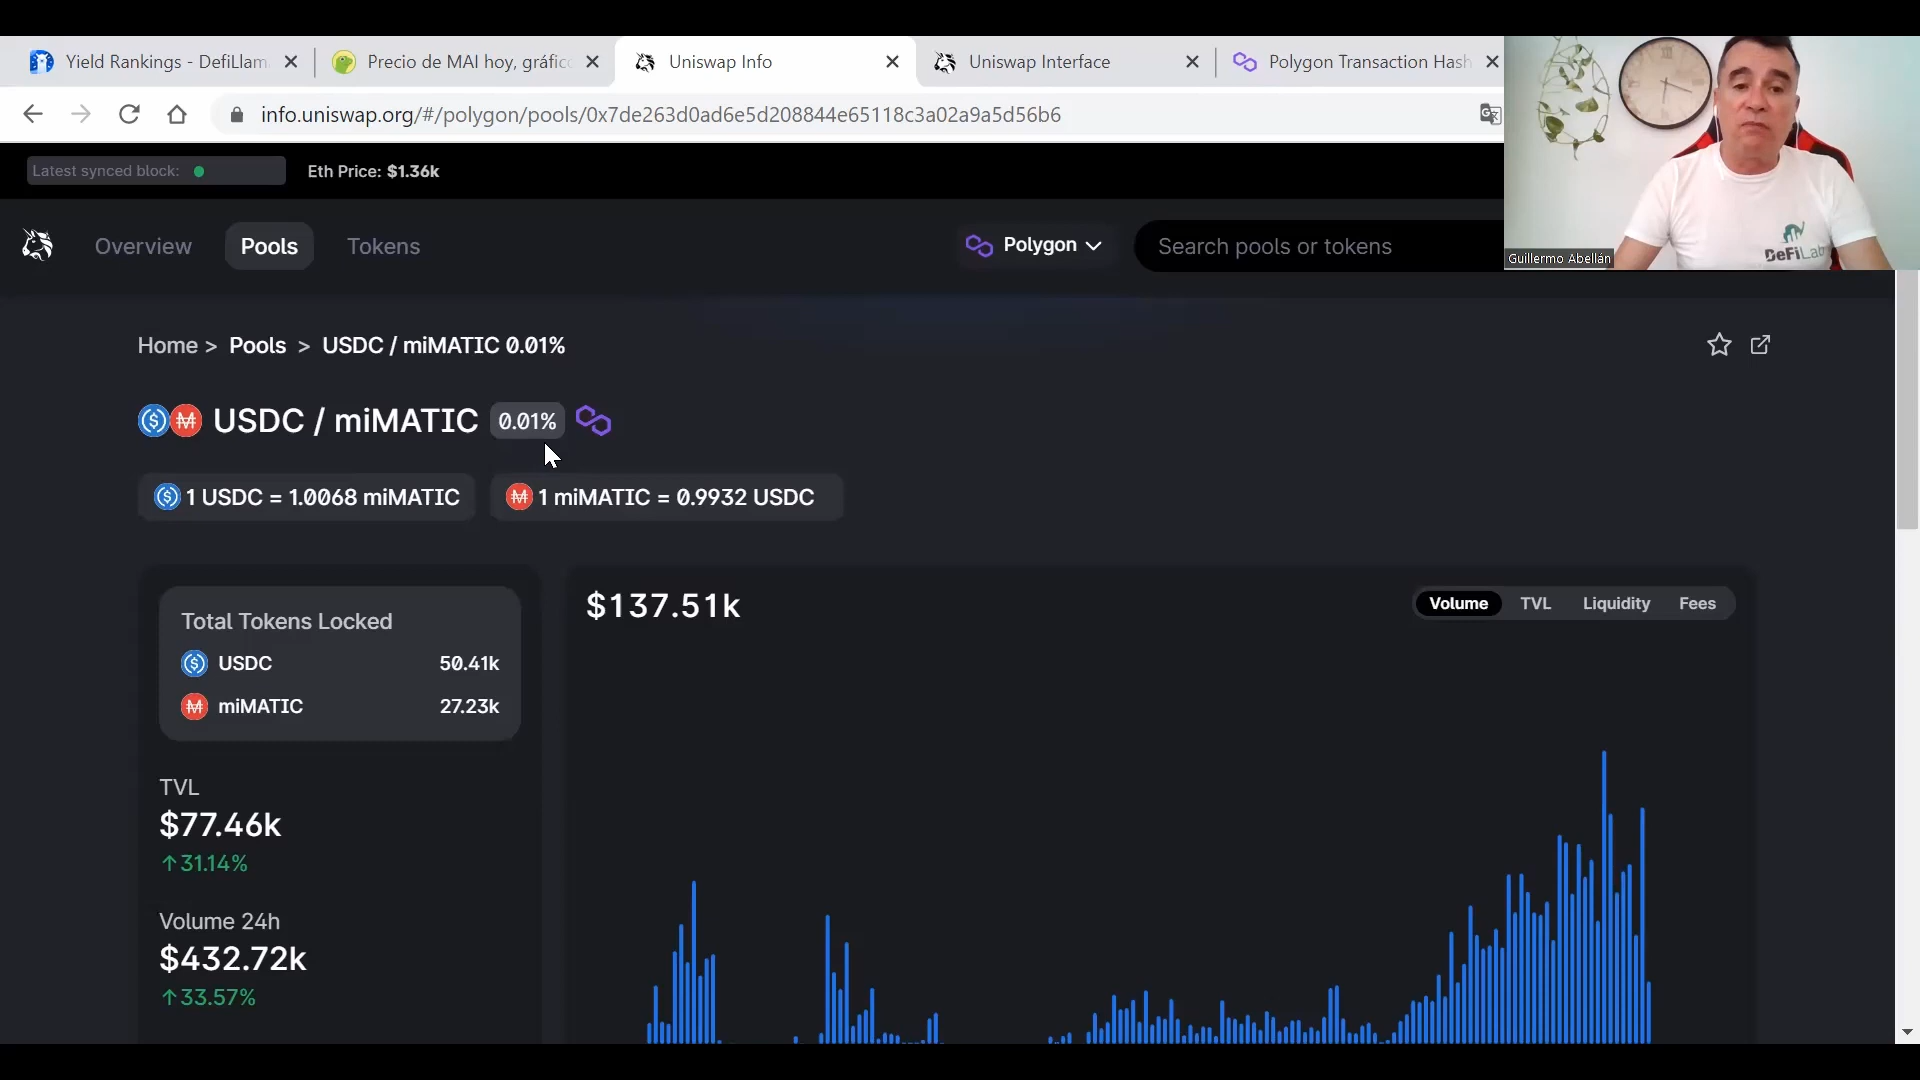 Yield Rankings - DefiLlam
Precio de MAI hoy, gráfic
Uniswap Info
Uniswap Interface
Polygon Transaction Hash
info.uniswap.org/#/polygon/pools/0x7de263d0ad6e5d208844e65118c3a02a9a5d56b6
Latest synced block:
Eth Price: $1.36k
Overview
Pools
Tokens
Polygon
Search pools or tokens
DeFiLab
Guillermo Abellán
Home > Pools > USDC / miMATIC 0.01%
USDC / miMATIC 0.01%
1 USDC = 1.0068 miMATIC
1 miMATIC = 0.9932 USDC
Total Tokens Locked
USDC 50.41k
miMATIC 27.23k
TVL
$77.46k
↑31.14%
Volume 24h
$432.72k
↑33.57%
$137.51k
Volume
TVL
Liquidity
Fees